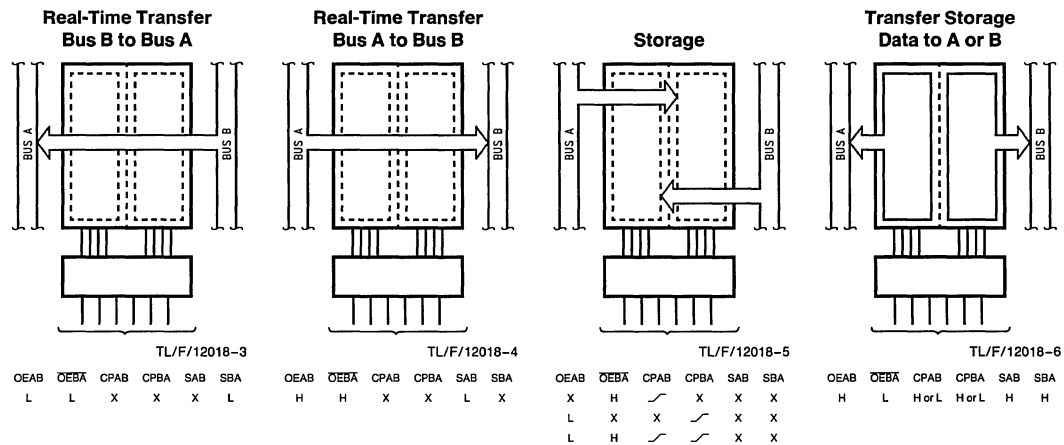 Real-Time Transfer
Bus B to Bus A
BUS A
BUS B
TL/F/12018-3
OEAB OEBA CPAB CPBA SAB SBA
L L X X X L
Real-Time Transfer
Bus A to Bus B
BUS A
BUS B
TL/F/12018-4
OEAB OEBA CPAB CPBA SAB SBA
H H X X L X
Storage
BUS A
BUS B
TL/F/12018-5
OEAB OEBA CPAB CPBA SAB SBA
X H X X X
L X X X X
L H X X
Transfer Storage
Data to A or B
BUS A
BUS B
TL/F/12018-6
OEAB OEBA CPAB CPBA SAB SBA
H L H or L H or L H H